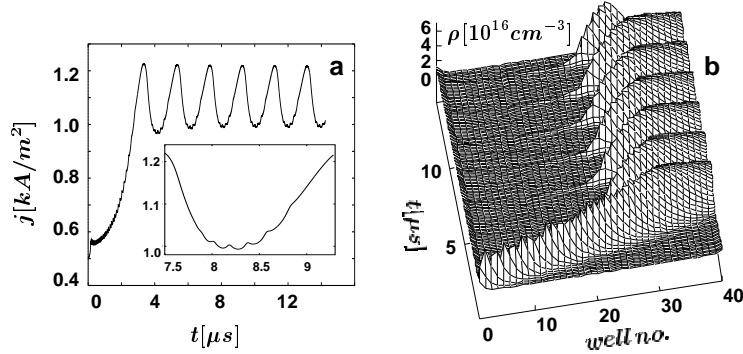 a
j[kA/m²]
1.2
1.0
0.8
0.6
0.4
0 4 8 12
t[μs]
1.2
1.1
1.0
7.5 8 8.5 9
b
ρ[10¹⁶cm⁻³]
6
4
2
0
10
5
t[μs]
0 10 20 30 40
well no.